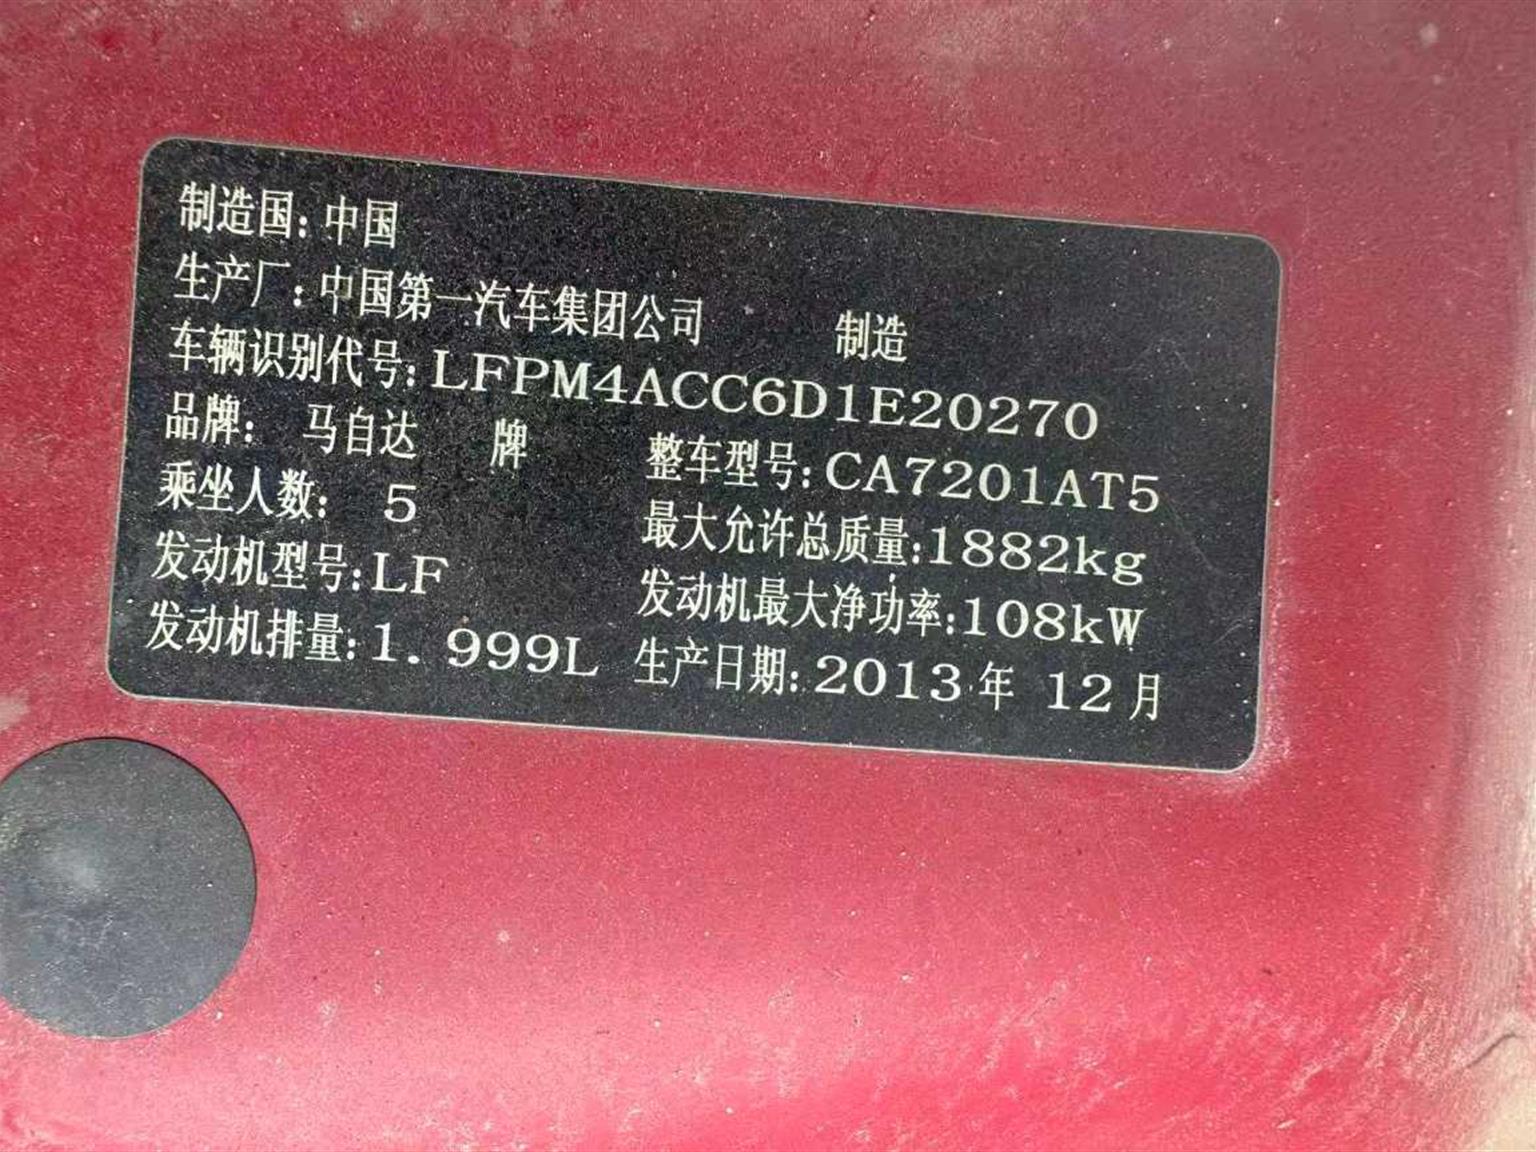 制造国：中国
生产厂：中国第一汽车集团公司 制造
车辆识别代号：LFPM4ACC6D1E20270
品牌： 马自达 牌 整车型号：CA7201AT5
乘坐人数： 5 最大允许总质量：1882kg
发动机型号：LF 发动机最大净功率：108kW
发动机排量：1.999L 生产日期：2013年 12月